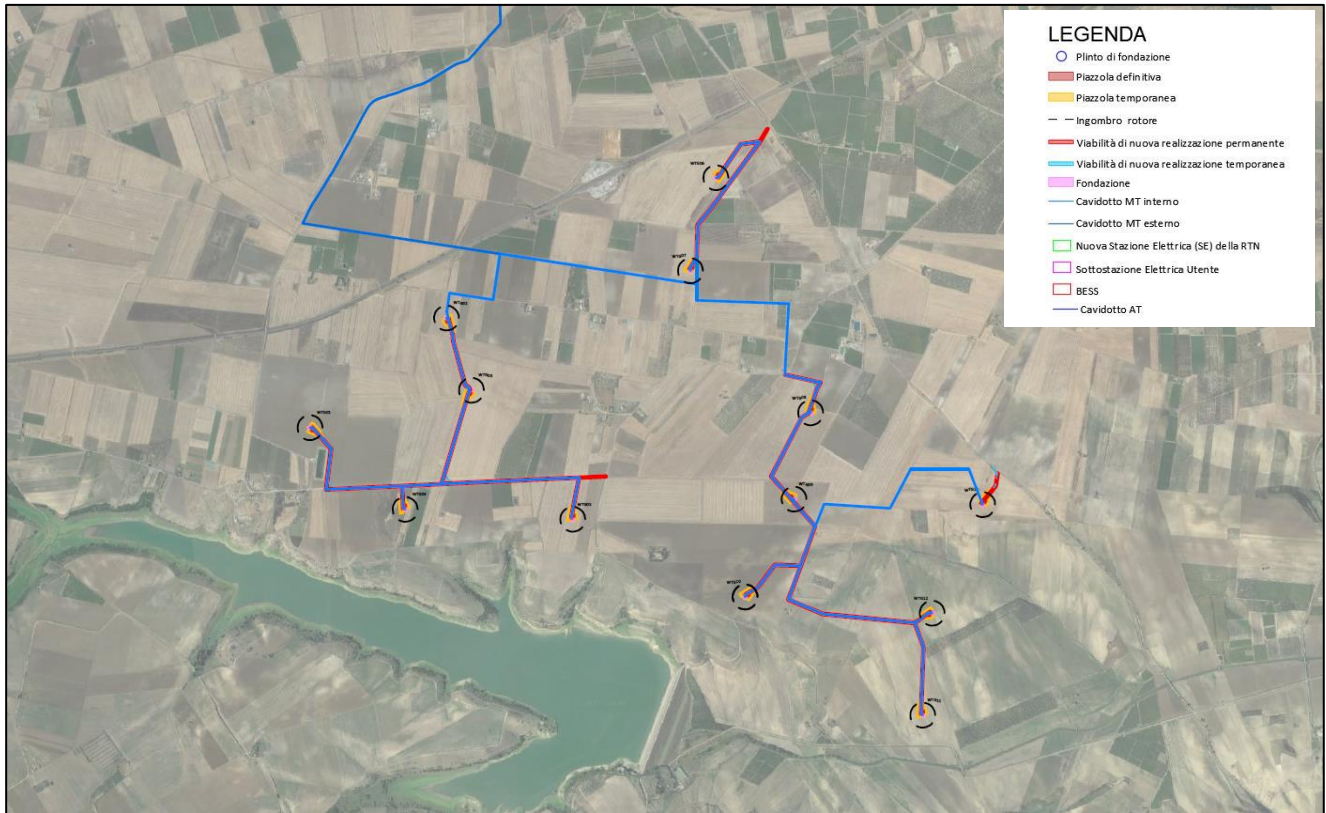 LEGENDA
Plinto di fondazione
Piazzola definitiva
Piazzola temporanea
Ingombro rotore
Viabilità di nuova realizzazione permanente
Viabilità di nuova realizzazione temporanea
Fondazione
Cavidotto MT interno
Cavidotto MT esterno
Nuova Stazione Elettrica (SE) della RTN
Sottostazione Elettrica Utente
BESS
Cavidotto AT